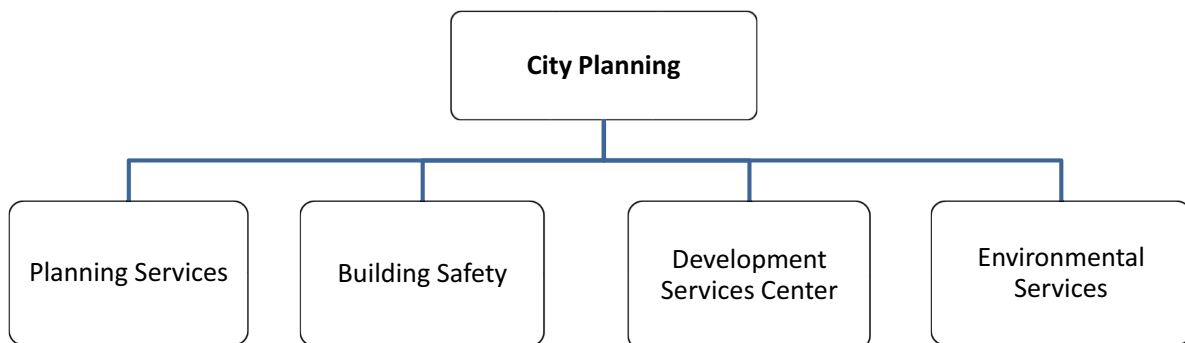 City Planning
Planning Services
Building Safety
Development
Services Center
Environmental
Services